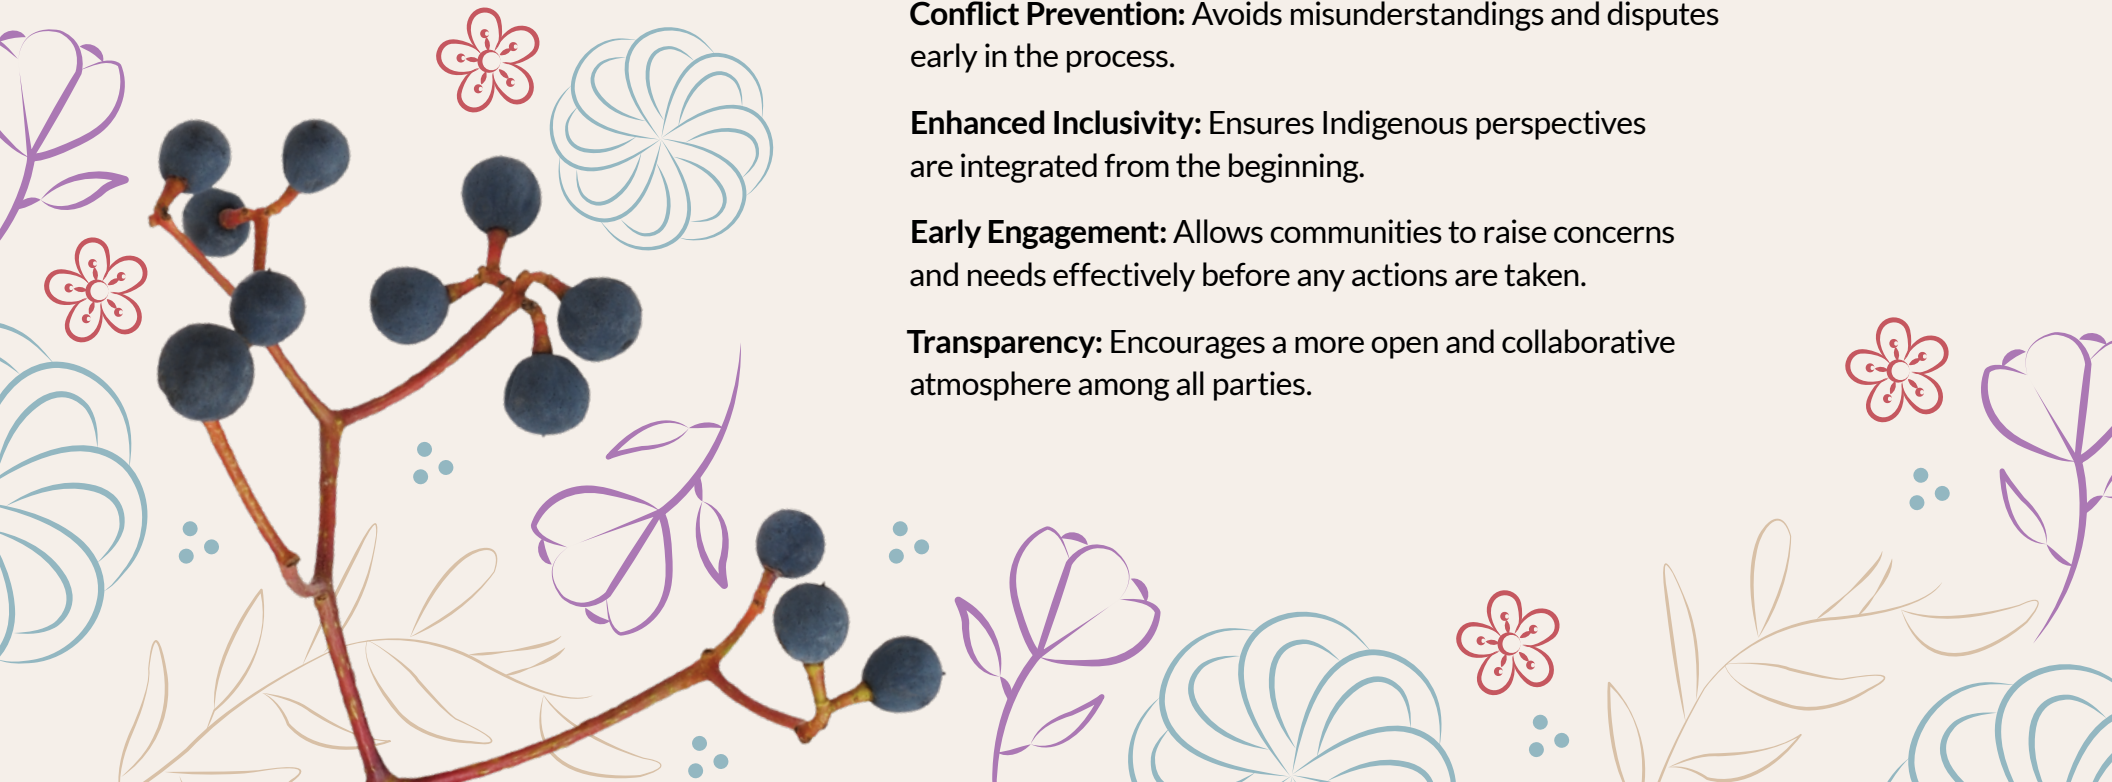 Conflict Prevention: Avoids misunderstandings and disputes
early in the process.
Enhanced Inclusivity: Ensures Indigenous perspectives
are integrated from the beginning.
Early Engagement: Allows communities to raise concerns
and needs effectively before any actions are taken.
Transparency: Encourages a more open and collaborative
atmosphere among all parties.